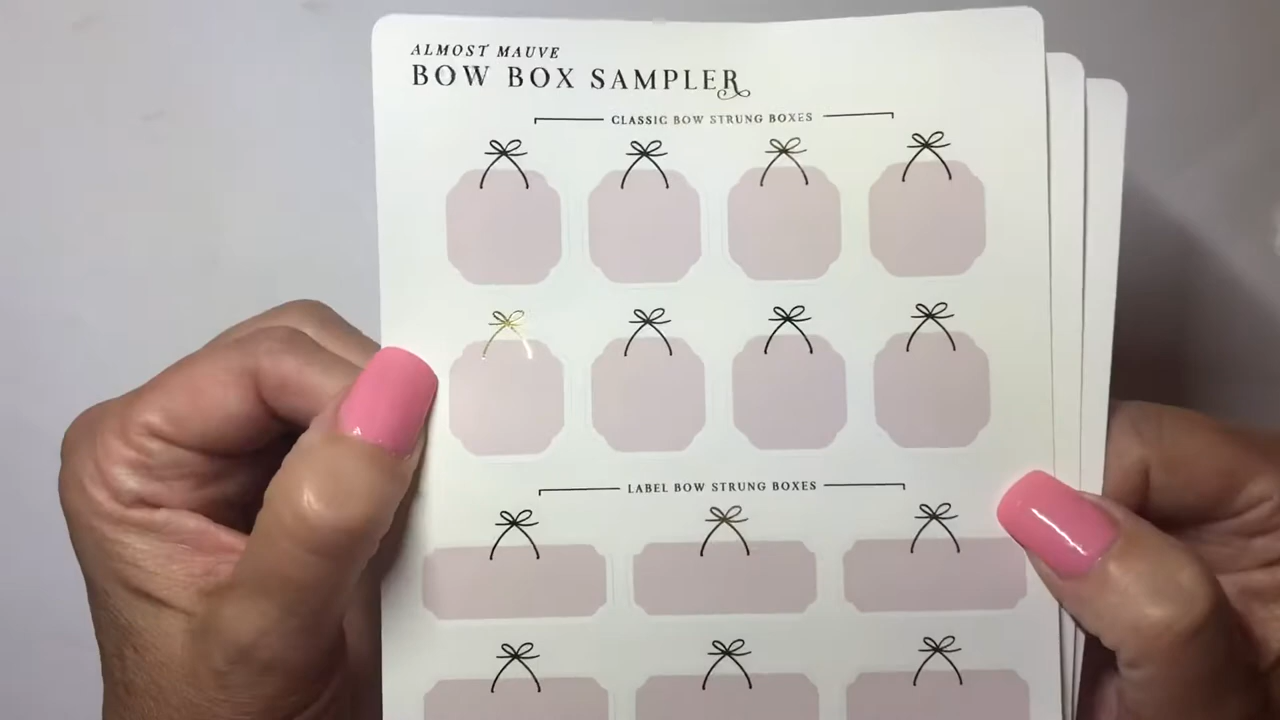 ALMOST MAUVE
BOW BOX SAMPLER
CLASSIC BOW STRUNG BOXES
LABEL BOW STRUNG BOXES